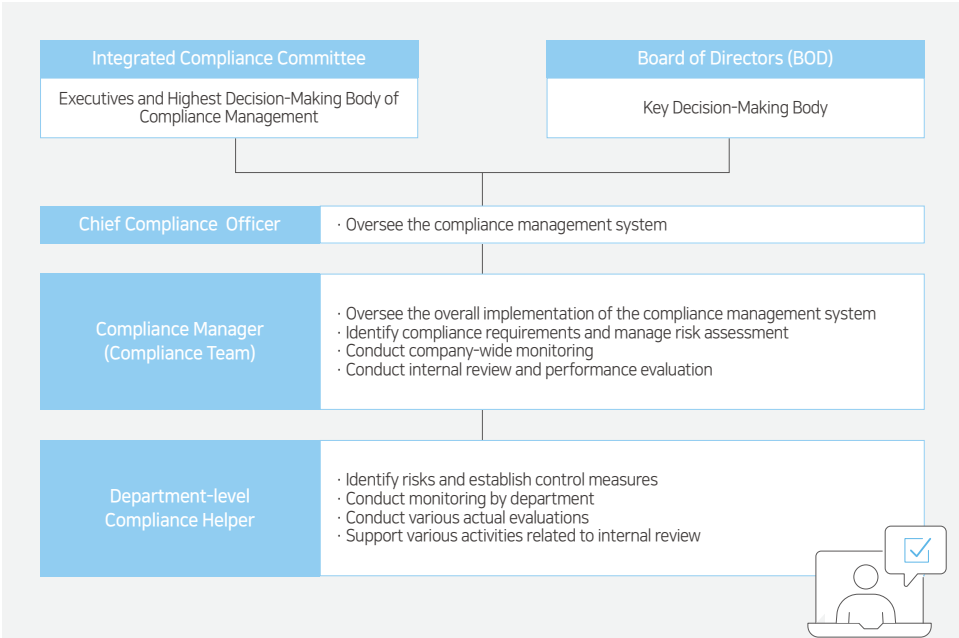 Integrated Compliance Committee
Executives and Highest Decision-Making Body of
Compliance Management
Board of Directors (BOD)
Key Decision-Making Body
Chief Compliance Officer
· Oversee the compliance management system
Compliance Manager
(Compliance Team)
· Oversee the overall implementation of the compliance management system
· Identify compliance requirements and manage risk assessment
· Conduct company-wide monitoring
· Conduct internal review and performance evaluation
Department-level
Compliance Helper
· Identify risks and establish control measures
· Conduct monitoring by department
· Conduct various actual evaluations
· Support various activities related to internal review